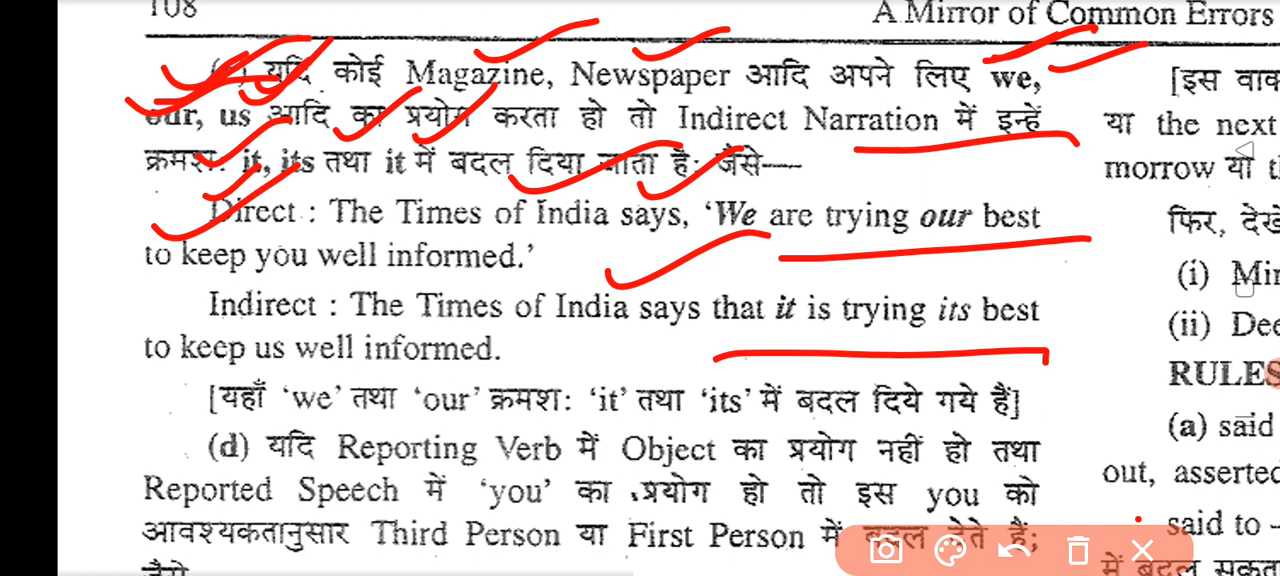 108
A Mirror of Common Errors
यदि कोई Magazine, Newspaper आदि अपने लिए we,
our, us आदि का प्रयोग करता हो तो Indirect Narration में इन्हें
क्रमशः it, its तथा it में बदल दिया जाता है; जैसे—
Direct : The Times of India says, ‘We are trying our best
to keep you well informed.’
Indirect : The Times of India says that it is trying its best
to keep us well informed.
[यहाँ ‘we’ तथा ‘our’ क्रमशः ‘it’ तथा ‘its’ में बदल दिये गये हैं]
(d) यदि Reporting Verb में Object का प्रयोग नहीं हो तथा
Reported Speech में ‘you’ का प्रयोग हो तो इस you को
आवश्यकतानुसार Third Person या First Person में बदल देते हैं;
जैसे
[इस
या the next
morrow या
फिर,
(i)
(ii)
RULES
(a) said
out, asserted
said to
में बदल